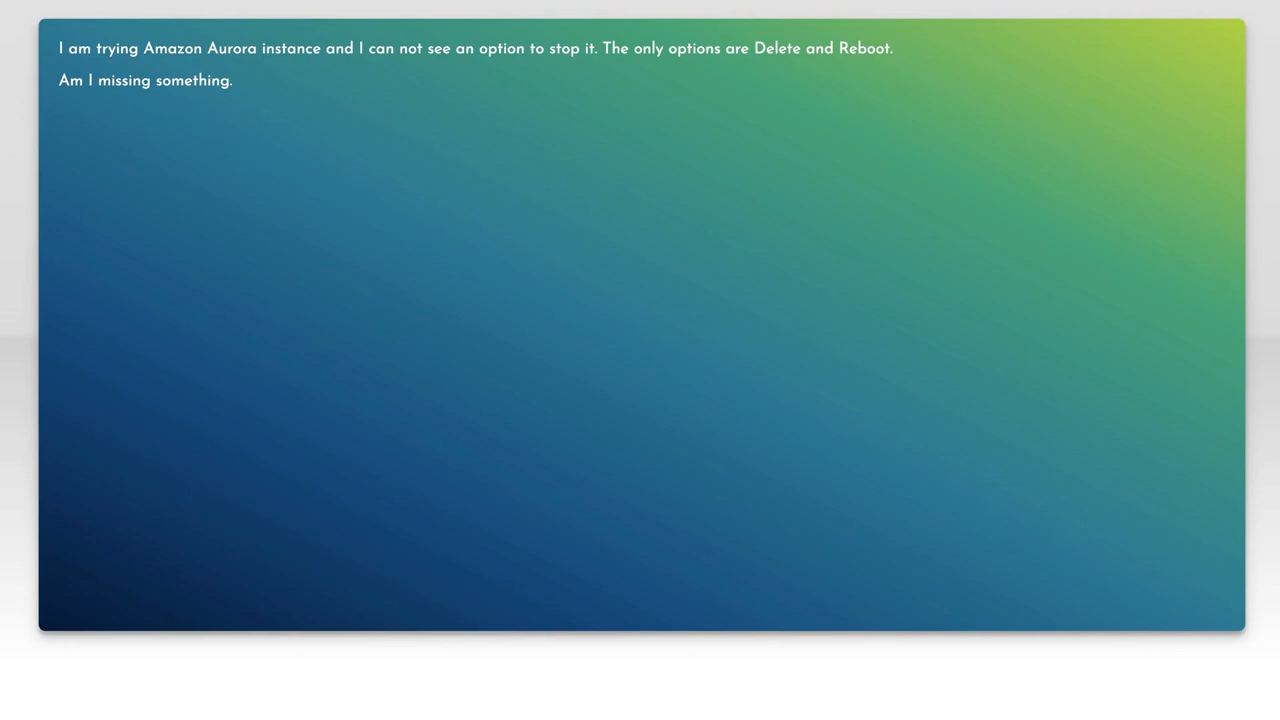 I am trying Amazon Aurora instance and I can not see an option to stop it. The only options are Delete and Reboot.
Am I missing something.